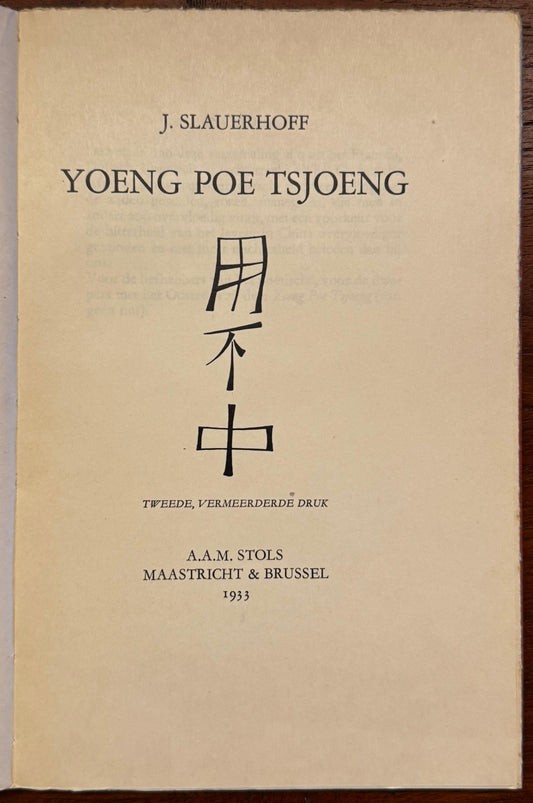 J. SLAUERHOFF
YOENG POE TSJOENG
用
不
中
TWEEDE, VERMEERDERDE DRUK
A.A.M. STOLS
MAASTRICHT & BRUSSEL
1933